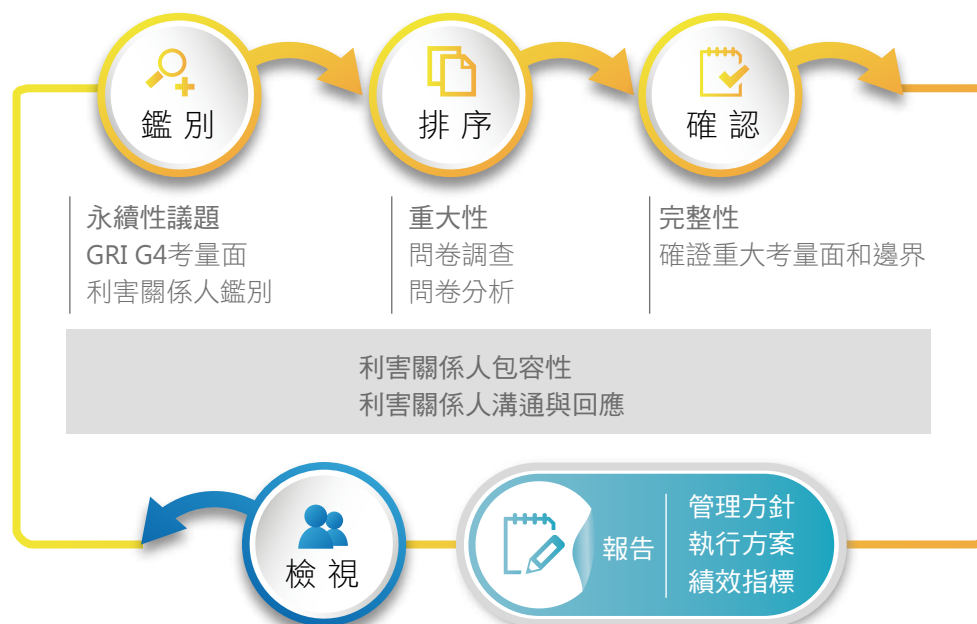 鑑別
排序
確認
永續性議題
GRI G4考量面
利害關係人鑑別
重大性
問卷調查
問卷分析
完整性
確證重大考量面和邊界
利害關係人包容性
利害關係人溝通與回應
檢視
報告
管理方針
執行方案
績效指標